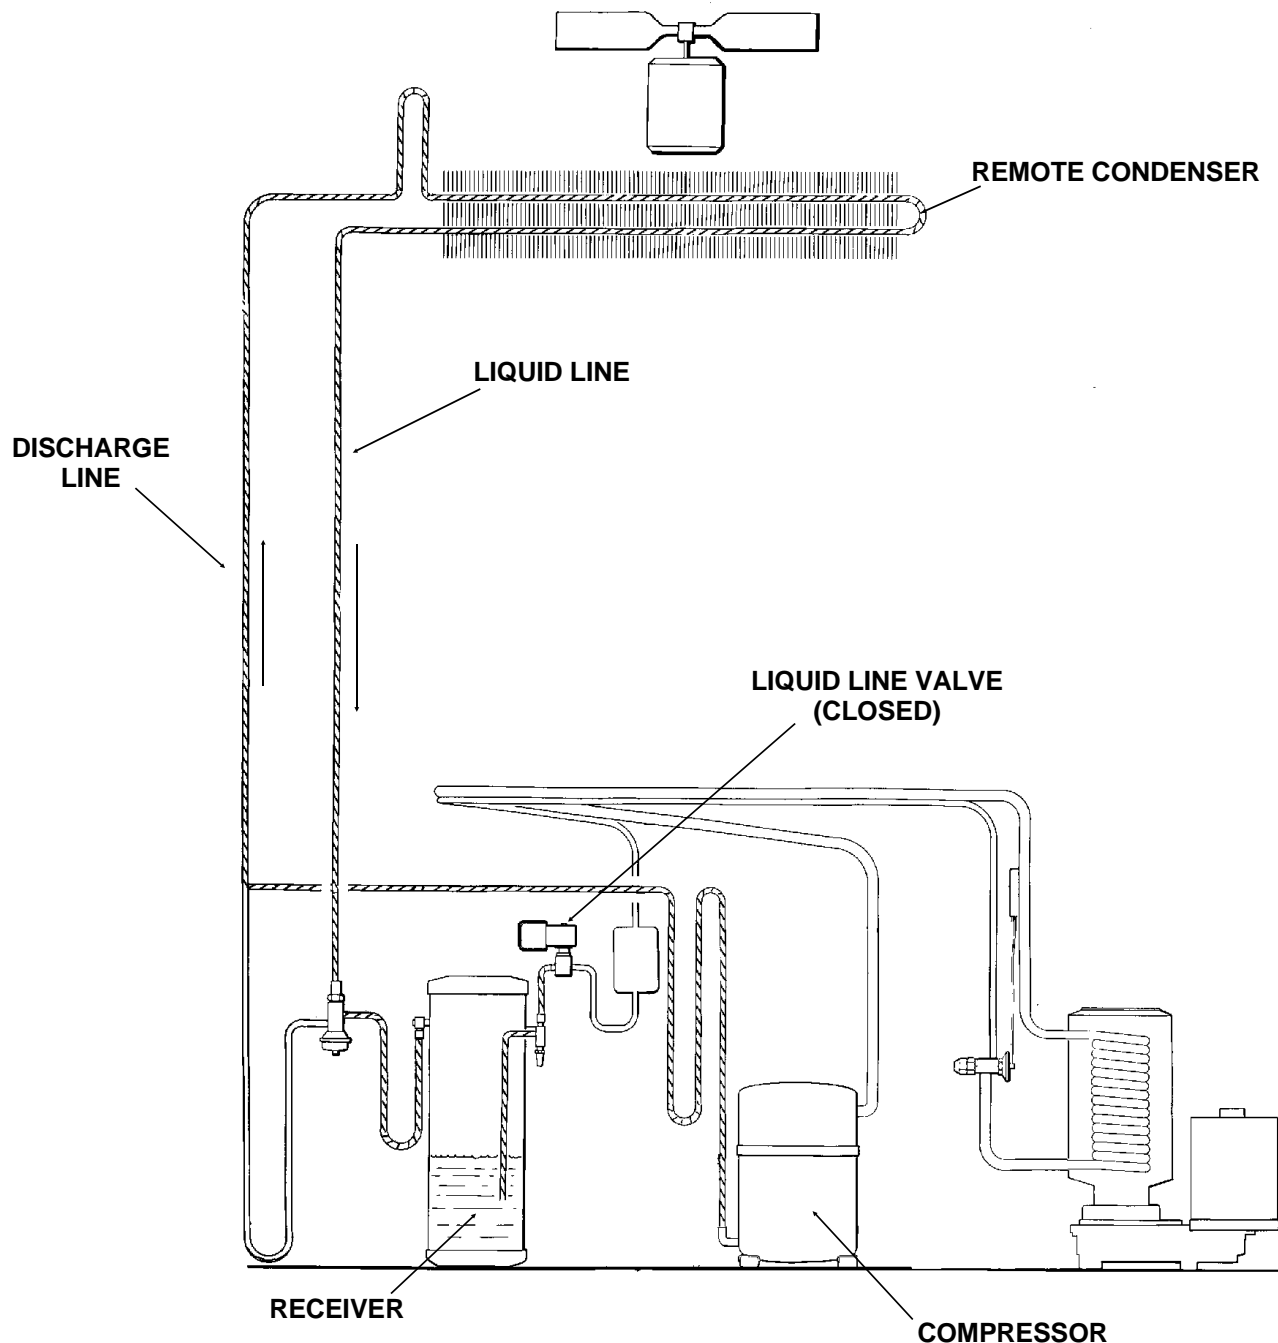 REMOTE CONDENSER
LIQUID LINE
DISCHARGE
LINE
LIQUID LINE VALVE
(CLOSED)
RECEIVER
COMPRESSOR